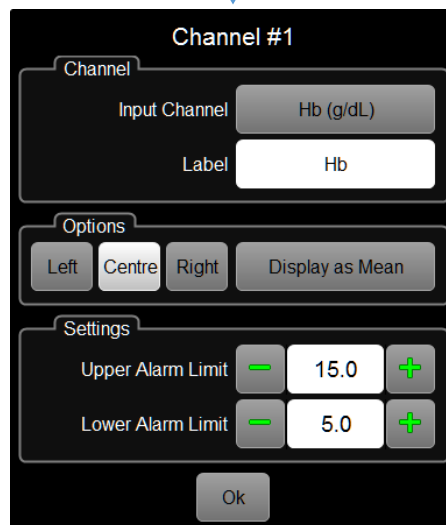 Channel #1
Channel
Input Channel Hb (g/dL)
Label Hb
Options
Left Centre Right Display as Mean
Settings
Upper Alarm Limit 15.0
Lower Alarm Limit 5.0
Ok